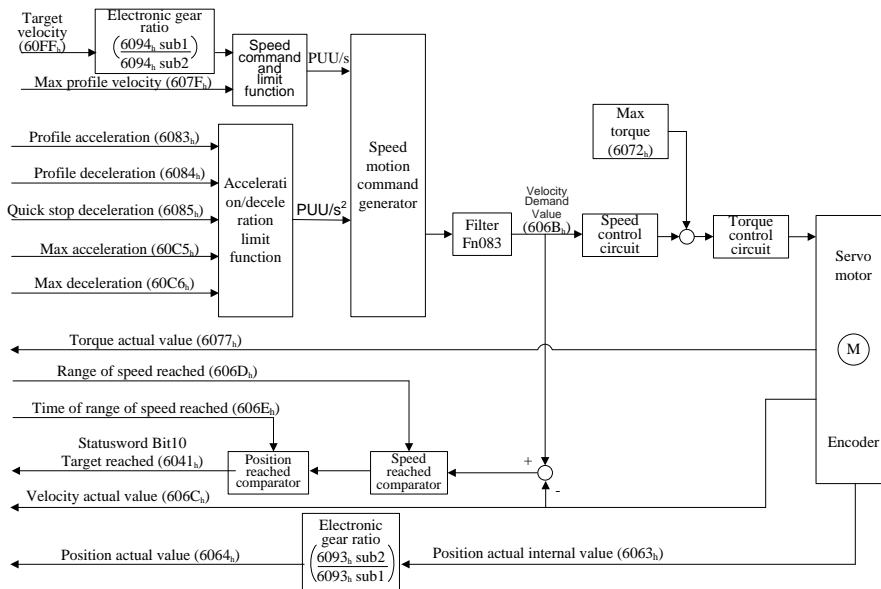 Target
velocity
(60FFₕ)
Electronic gear
ratio
(6094ₕ sub1
6094ₕ sub2)
Max profile velocity (607Fₕ)
Speed
command
and
limit
function
PUU/s
Profile acceleration (6083ₕ)
Profile deceleration (6084ₕ)
Quick stop deceleration (6085ₕ)
Max acceleration (60C5ₕ)
Max deceleration (60C6ₕ)
Accelerati
on/decele
ration
limit
function
PUU/s²
Speed
motion
command
generator
Filter
Fn083
Velocity
Demand
Value
(606Bₕ)
Speed
control
circuit
Max
torque
(6072ₕ)
Torque
control
circuit
Servo
motor
M
Encoder
Torque actual value (6077ₕ)
Range of speed reached (606Dₕ)
Time of range of speed reached (606Eₕ)
Statusword Bit10
Target reached (6041ₕ)
Position
reached
comparator
Speed
reached
comparator
+
-
Velocity actual value (606Cₕ)
Position actual value (6064ₕ)
Electronic
gear ratio
(6093ₕ sub2
6093ₕ sub1)
Position actual internal value (6063ₕ)